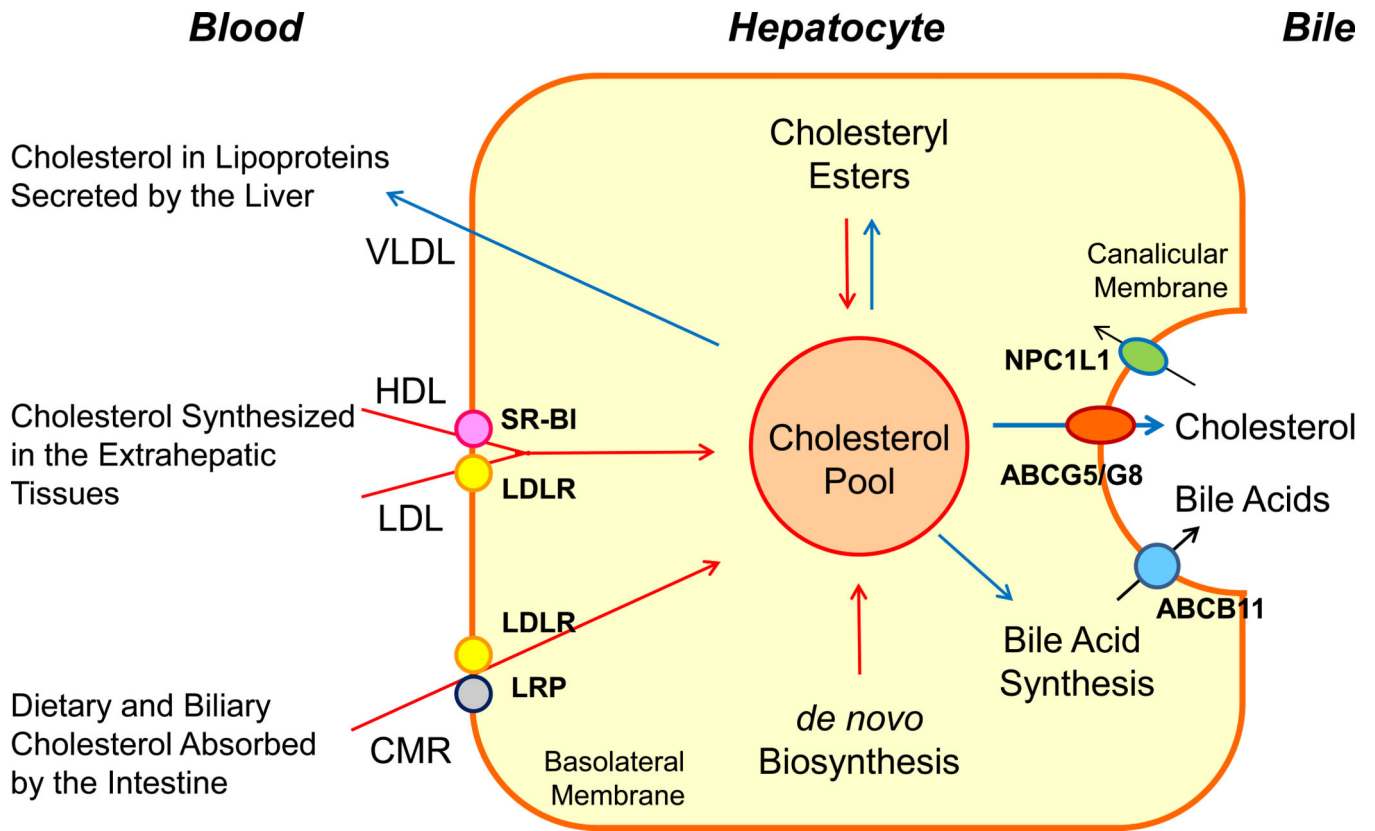 Blood
Hepatocyte
Bile
Cholesterol in Lipoproteins
Secreted by the Liver
VLDL
Cholesteryl
Esters
Canalicular
Membrane
NPC1L1
HDL
Cholesterol Synthesized
in the Extrahepatic
Tissues
SR-BI
LDLR
LDL
Cholesterol
Pool
Cholesterol
ABCG5/G8
Bile Acids
ABCB11
LDLR
LRP
Bile Acid
Synthesis
Dietary and Biliary
Cholesterol Absorbed
by the Intestine
CMR
de novo
Biosynthesis
Basolateral
Membrane